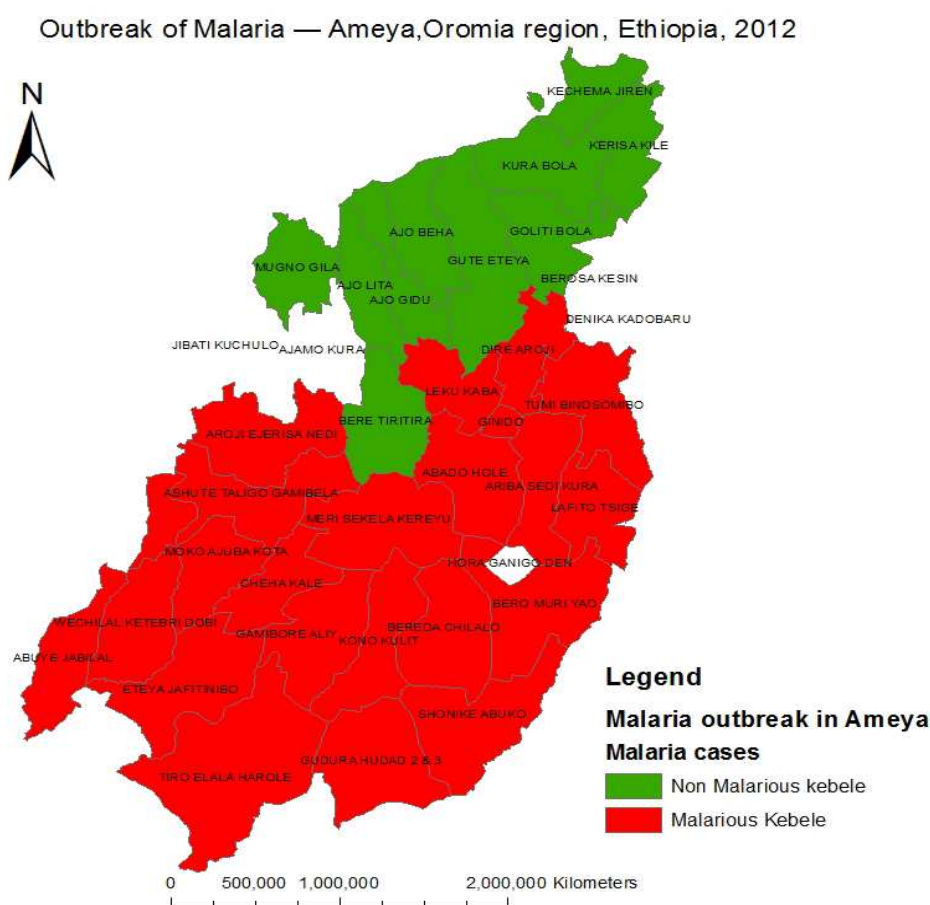 Outbreak of Malaria — Ameya,Oromia region, Ethiopia, 2012
N
KECHEMA JIREN
KERISA KILE
KURA BOLA
AJO BEHA
GOLITI BOLA
GUTE ETEYA
MUGNO GILA
BEROSA KESIN
AJO LITA
AJO GIDU
DENIKA KADOBARU
JIBATI KUCHULO
AJAMO KURA
DIRE AROJI
LEKU KABA
TUMI BINOSOMIBO
BERE TIRITIRA
GINIDO
AROJI EJERISA NEDI
ABADO HOLE
ARIBA SEDI KURA
ASHUTE TALIGO GAMIBELA
LAFITO TSIGE
MERI SEKELA KEREYU
MOKO AJUBA KOTA
HORA GANIGO DEN
CHEHA KALE
BERO MURI YAO
WECHILAL KETEBRI DOBI
GAMIBORE ALIY
KONO KULIT
BEREDA CHILALO
ABUYE JABILAL
ETEYA JAFITINIBO
SHONIKE ABUKO
GUDURA HUDAD 2 & 3
TIRO ELALA HAROLE
Legend
Malaria outbreak in Ameya
Malaria cases
Non Malarious kebele
Malarious Kebele
0 500,000 1,000,000 2,000,000 Kilometers